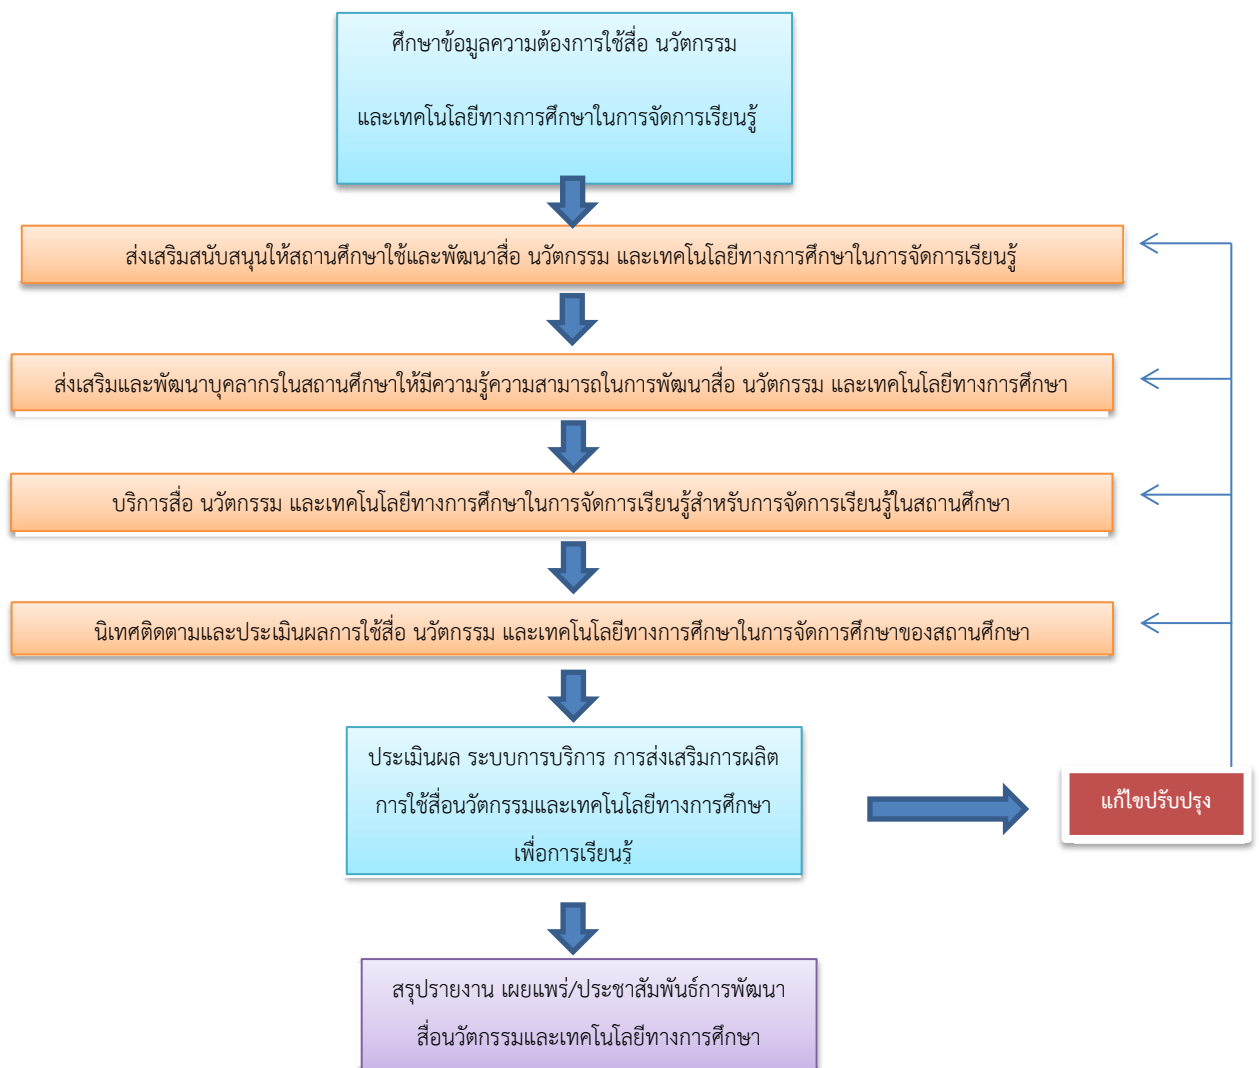 ศึกษาข้อมูลความต้องการใช้สื่อ นวัตกรรม
และเทคโนโลยีทางการศึกษาในการจัดการเรียนรู้
ส่งเสริมสนับสนุนให้สถานศึกษาใช้และพัฒนาสื่อ นวัตกรรม และเทคโนโลยีทางการศึกษาในการจัดการเรียนรู้
ส่งเสริมและพัฒนาบุคลากรในสถานศึกษาให้มีความรู้ความสามารถในการพัฒนาสื่อ นวัตกรรม และเทคโนโลยีทางการศึกษา
บริการสื่อ นวัตกรรม และเทคโนโลยีทางการศึกษาในการจัดการเรียนรู้สำหรับการจัดการเรียนรู้ในสถานศึกษา
นิเทศติดตามและประเมินผลการใช้สื่อ นวัตกรรม และเทคโนโลยีทางการศึกษาในการจัดการศึกษาของสถานศึกษา
ประเมินผล ระบบการบริการ การส่งเสริมการผลิต
การใช้สื่อนวัตกรรมและเทคโนโลยีทางการศึกษา
เพื่อการเรียนรู้
แก้ไขปรับปรุง
สรุปรายงาน เผยแพร่/ประชาสัมพันธ์การพัฒนา
สื่อนวัตกรรมและเทคโนโลยีทางการศึกษา